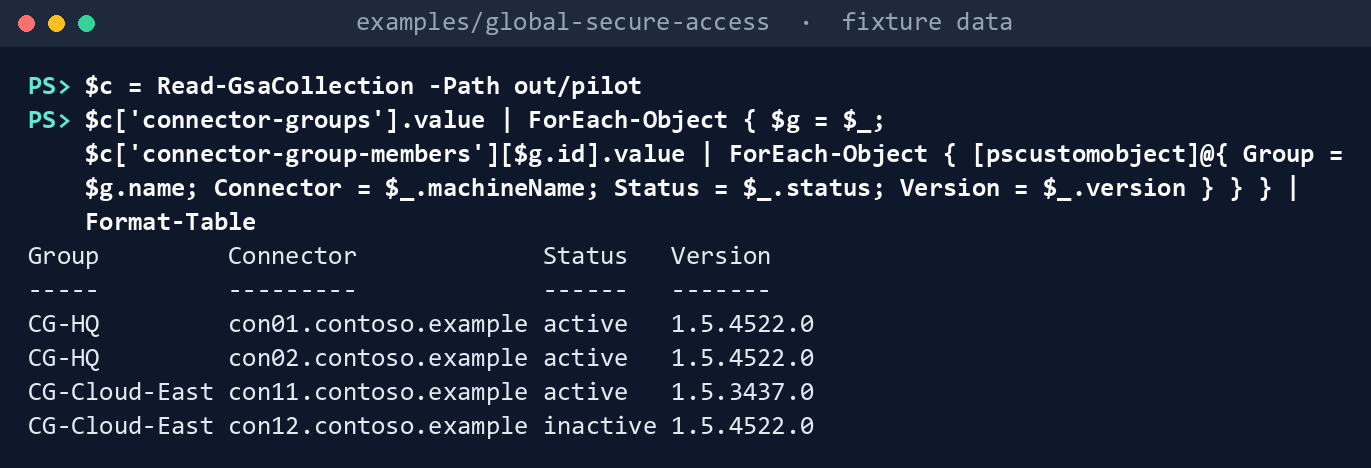 examples/global-secure-access · fixture data
PS> $c = Read-GsaCollection -Path out/pilot
PS> $c['connector-groups'].value | ForEach-Object { $g = $_;
$c['connector-group-members'][$g.id].value | ForEach-Object { [pscustomobject]@{ Group =
$g.name; Connector = $_.machineName; Status = $_.status; Version = $_.version } } } |
Format-Table
Group Connector Status Version
----- --------- ------ -------
CG-HQ con01.contoso.example active 1.5.4522.0
CG-HQ con02.contoso.example active 1.5.4522.0
CG-Cloud-East con11.contoso.example active 1.5.3437.0
CG-Cloud-East con12.contoso.example inactive 1.5.4522.0